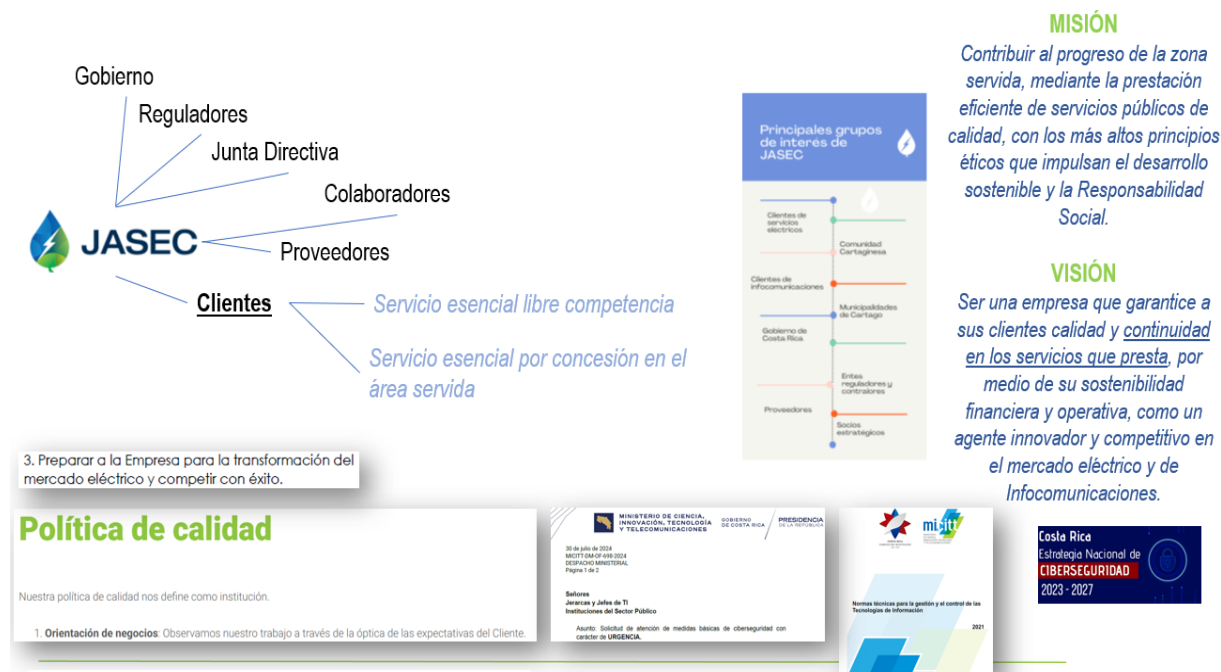 Gobierno
Reguladores
Junta Directiva
Colaboradores
JASEC
Proveedores
Clientes
Servicio esencial libre competencia
Servicio esencial por concesión en el
área servida
Principales grupos
de interés de
JASEC
Clientes de
servicios
eléctricos
Comunidad
Cartaginesa
Clientes de
infocomunicaciones
Municipalidades
de Cartago
Gobierno de
Costa Rica
Entes
reguladores y
contralores
Proveedores
Socios
estratégicos
MISIÓN
Contribuir al progreso de la zona
servida, mediante la prestación
eficiente de servicios públicos de
calidad, con los más altos principios
éticos que impulsan el desarrollo
sostenible y la Responsabilidad
Social.
VISIÓN
Ser una empresa que garantice a
sus clientes calidad y continuidad
en los servicios que presta, por
medio de su sostenibilidad
financiera y operativa, como un
agente innovador y competitivo en
el mercado eléctrico y de
Infocomunicaciones.
3. Preparar a la Empresa para la transformación del
mercado eléctrico y competir con éxito.
Política de calidad
Nuestra política de calidad nos define como institución.
1. Orientación de negocios: Observamos nuestro trabajo a través de la óptica de las expectativas del Cliente.
MINISTERIO DE CIENCIA,
INNOVACIÓN, TECNOLOGÍA
Y TELECOMUNICACIONES
GOBIERNO
DE COSTA RICA
PRESIDENCIA
DE LA REPÚBLICA
30 de julio de 2024
MICITT-DM-OF-698-2024
DESPACHO MINISTERIAL
Página 1 de 2
Señores
Jerarcas y Jefes de TI
Instituciones del Sector Público
Asunto: Solicitud de atención de medidas básicas de ciberseguridad con
carácter de URGENCIA.
micitt
Normas técnicas para la gestión y el control de las
Tecnologías de Información
2021
Costa Rica
Estrategia Nacional de
CIBERSEGURIDAD
2023 - 2027